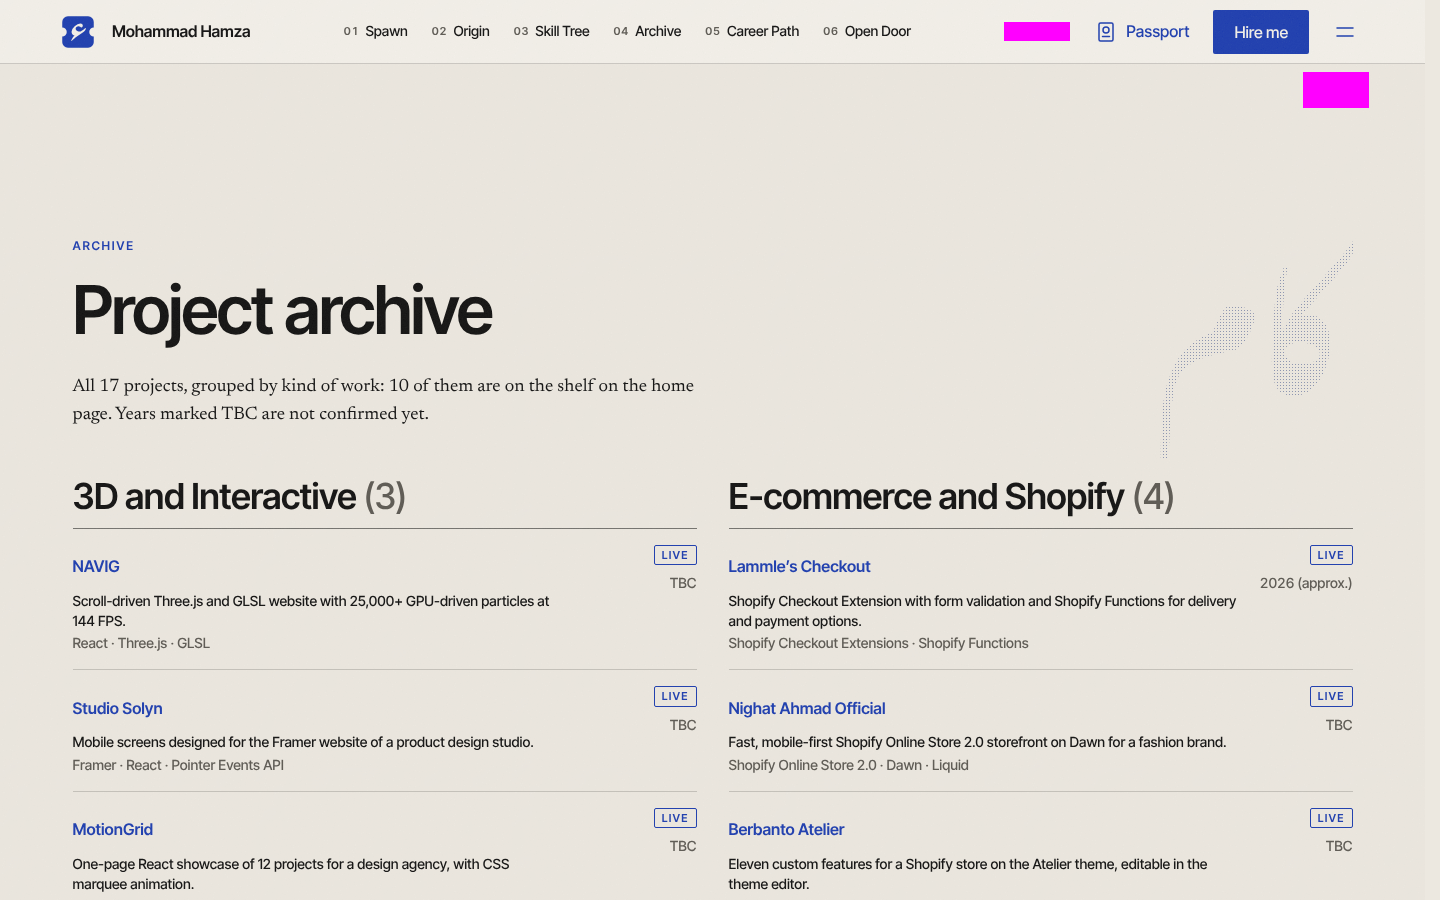 Mohammad Hamza
01 Spawn
02 Origin
03 Skill Tree
04 Archive
05 Career Path
06 Open Door
Passport
Hire me
ARCHIVE
Project archive
All 17 projects, grouped by kind of work: 10 of them are on the shelf on the home
page. Years marked TBC are not confirmed yet.
3D and Interactive (3)
NAVIG
LIVE
TBC
Scroll-driven Three.js and GLSL website with 25,000+ GPU-driven particles at
144 FPS.
React · Three.js · GLSL
Studio Solyn
LIVE
TBC
Mobile screens designed for the Framer website of a product design studio.
Framer · React · Pointer Events API
MotionGrid
LIVE
TBC
One-page React showcase of 12 projects for a design agency, with CSS
marquee animation.
E-commerce and Shopify (4)
Lammle’s Checkout
LIVE
2026 (approx.)
Shopify Checkout Extension with form validation and Shopify Functions for delivery
and payment options.
Shopify Checkout Extensions · Shopify Functions
Nighat Ahmad Official
LIVE
TBC
Fast, mobile-first Shopify Online Store 2.0 storefront on Dawn for a fashion brand.
Shopify Online Store 2.0 · Dawn · Liquid
Berbanto Atelier
LIVE
TBC
Eleven custom features for a Shopify store on the Atelier theme, editable in the
theme editor.